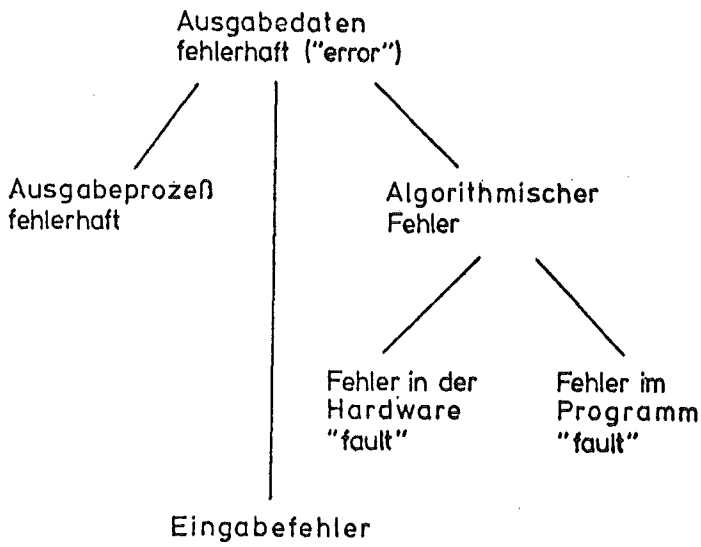 Ausgabedaten
fehlerhaft ("error")
Ausgabeprozeß
fehlerhaft
Algorithmischer
Fehler
Fehler in der
Hardware
"fault"
Fehler im
Programm
"fault"
Eingabefehler